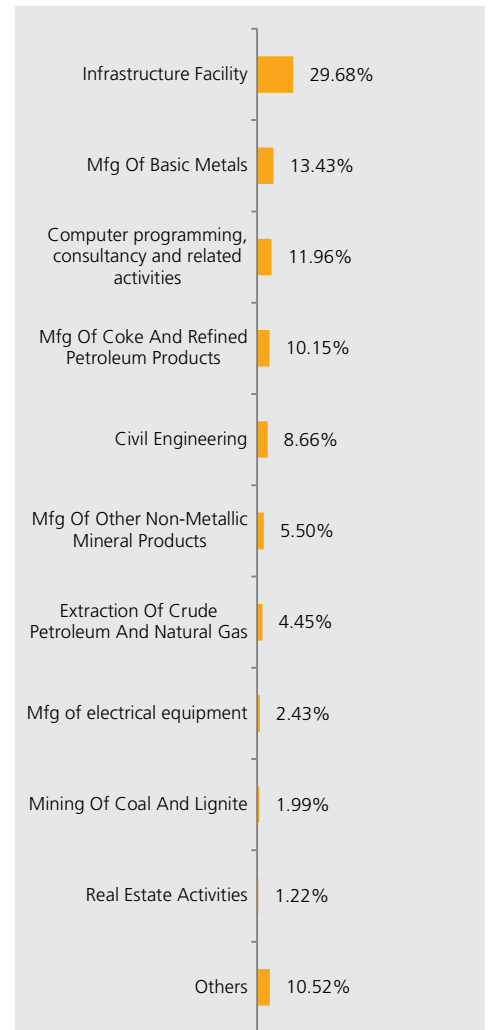 Infrastructure Facility 29.68%
Mfg Of Basic Metals 13.43%
Computer programming,
consultancy and related
activities 11.96%
Mfg Of Coke And Refined
Petroleum Products 10.15%
Civil Engineering 8.66%
Mfg Of Other Non-Metallic
Mineral Products 5.50%
Extraction Of Crude
Petroleum And Natural Gas 4.45%
Mfg of electrical equipment 2.43%
Mining Of Coal And Lignite 1.99%
Real Estate Activities 1.22%
Others 10.52%